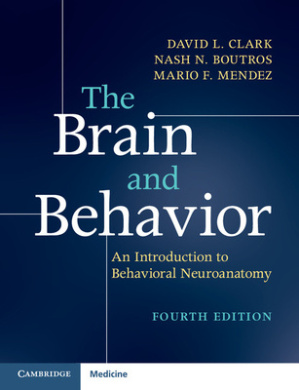 DAVID L. CLARK
NASH N. BOUTROS
MARIO F. MENDEZ
The
Brain
and
Behavior
An Introduction to
Behavioral Neuroanatomy
FOURTH EDITION
CAMBRIDGE
Medicine